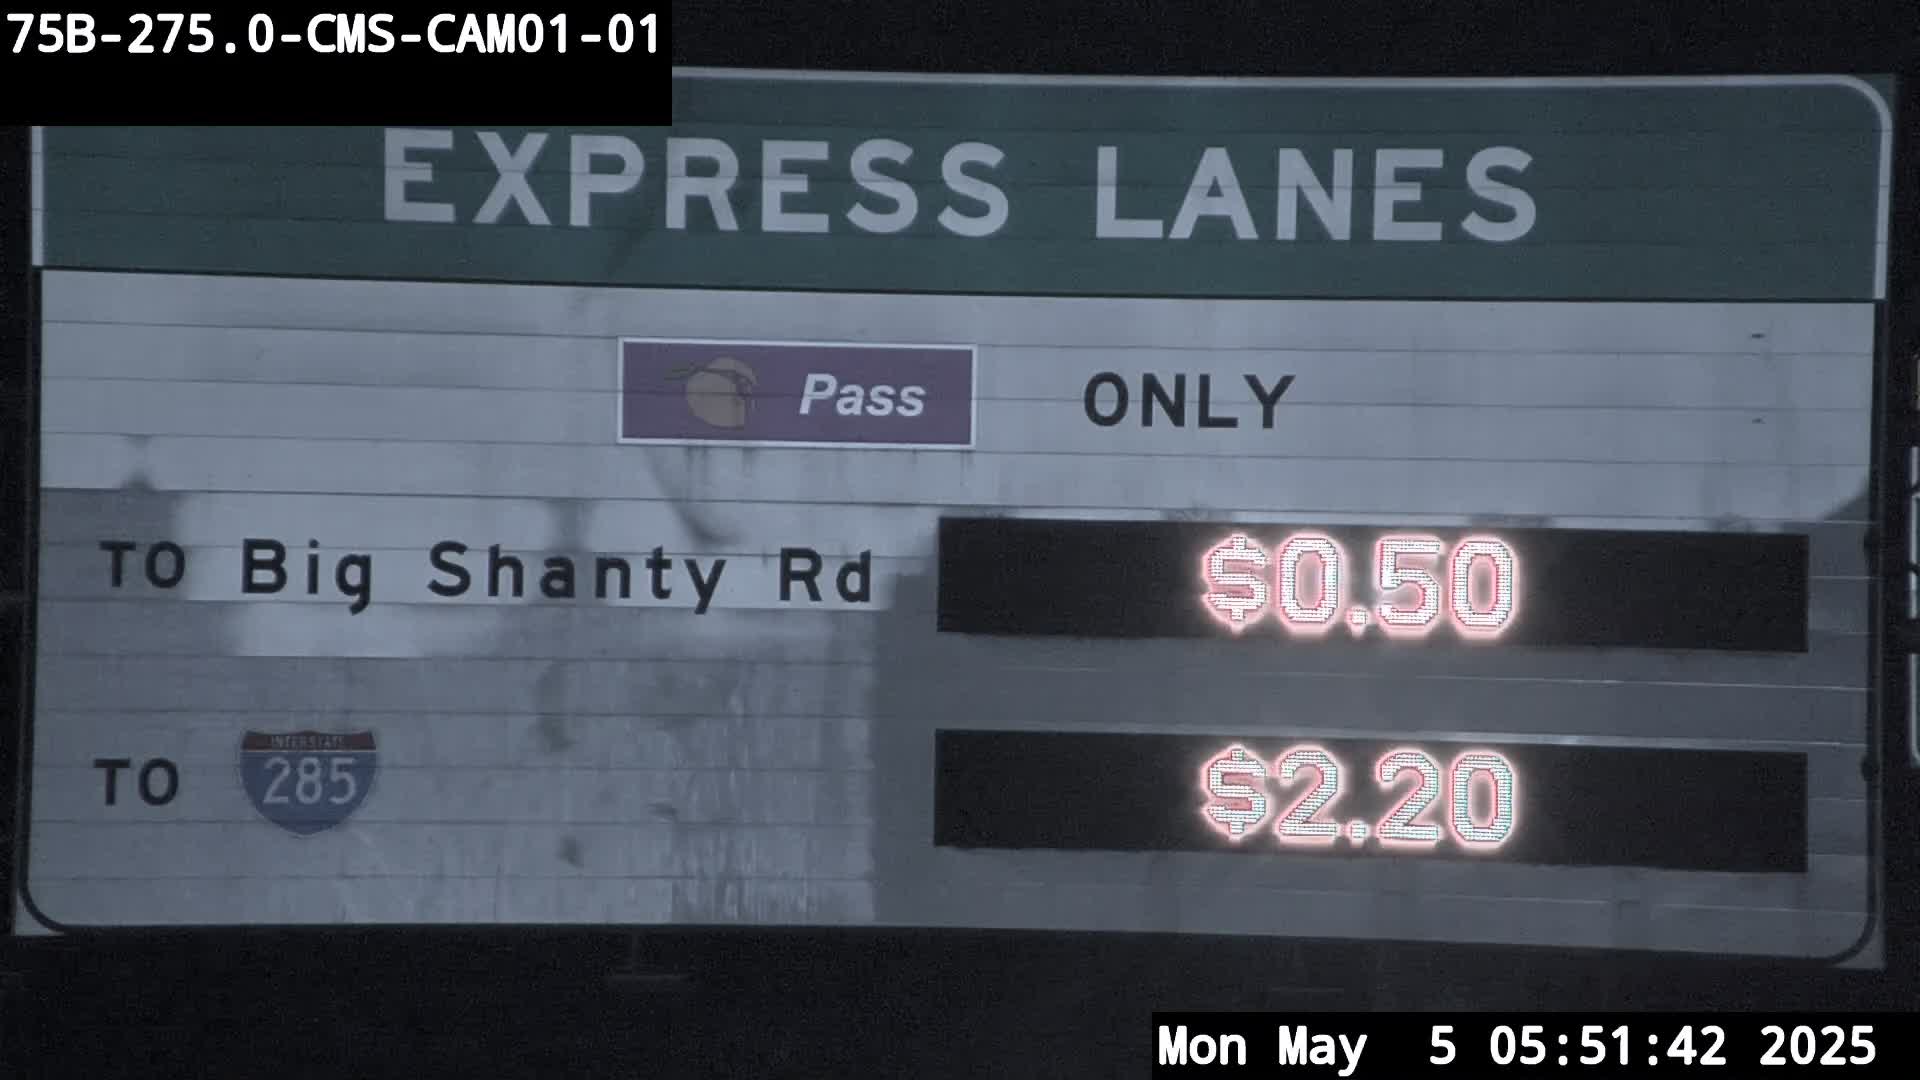 75B-275.0-CMS-CAM01-01
EXPRESS LANES
Pass ONLY
TO Big Shanty Rd $0.50
TO INTERSTATE 285 $2.20
Mon May 5 05:51:42 2025